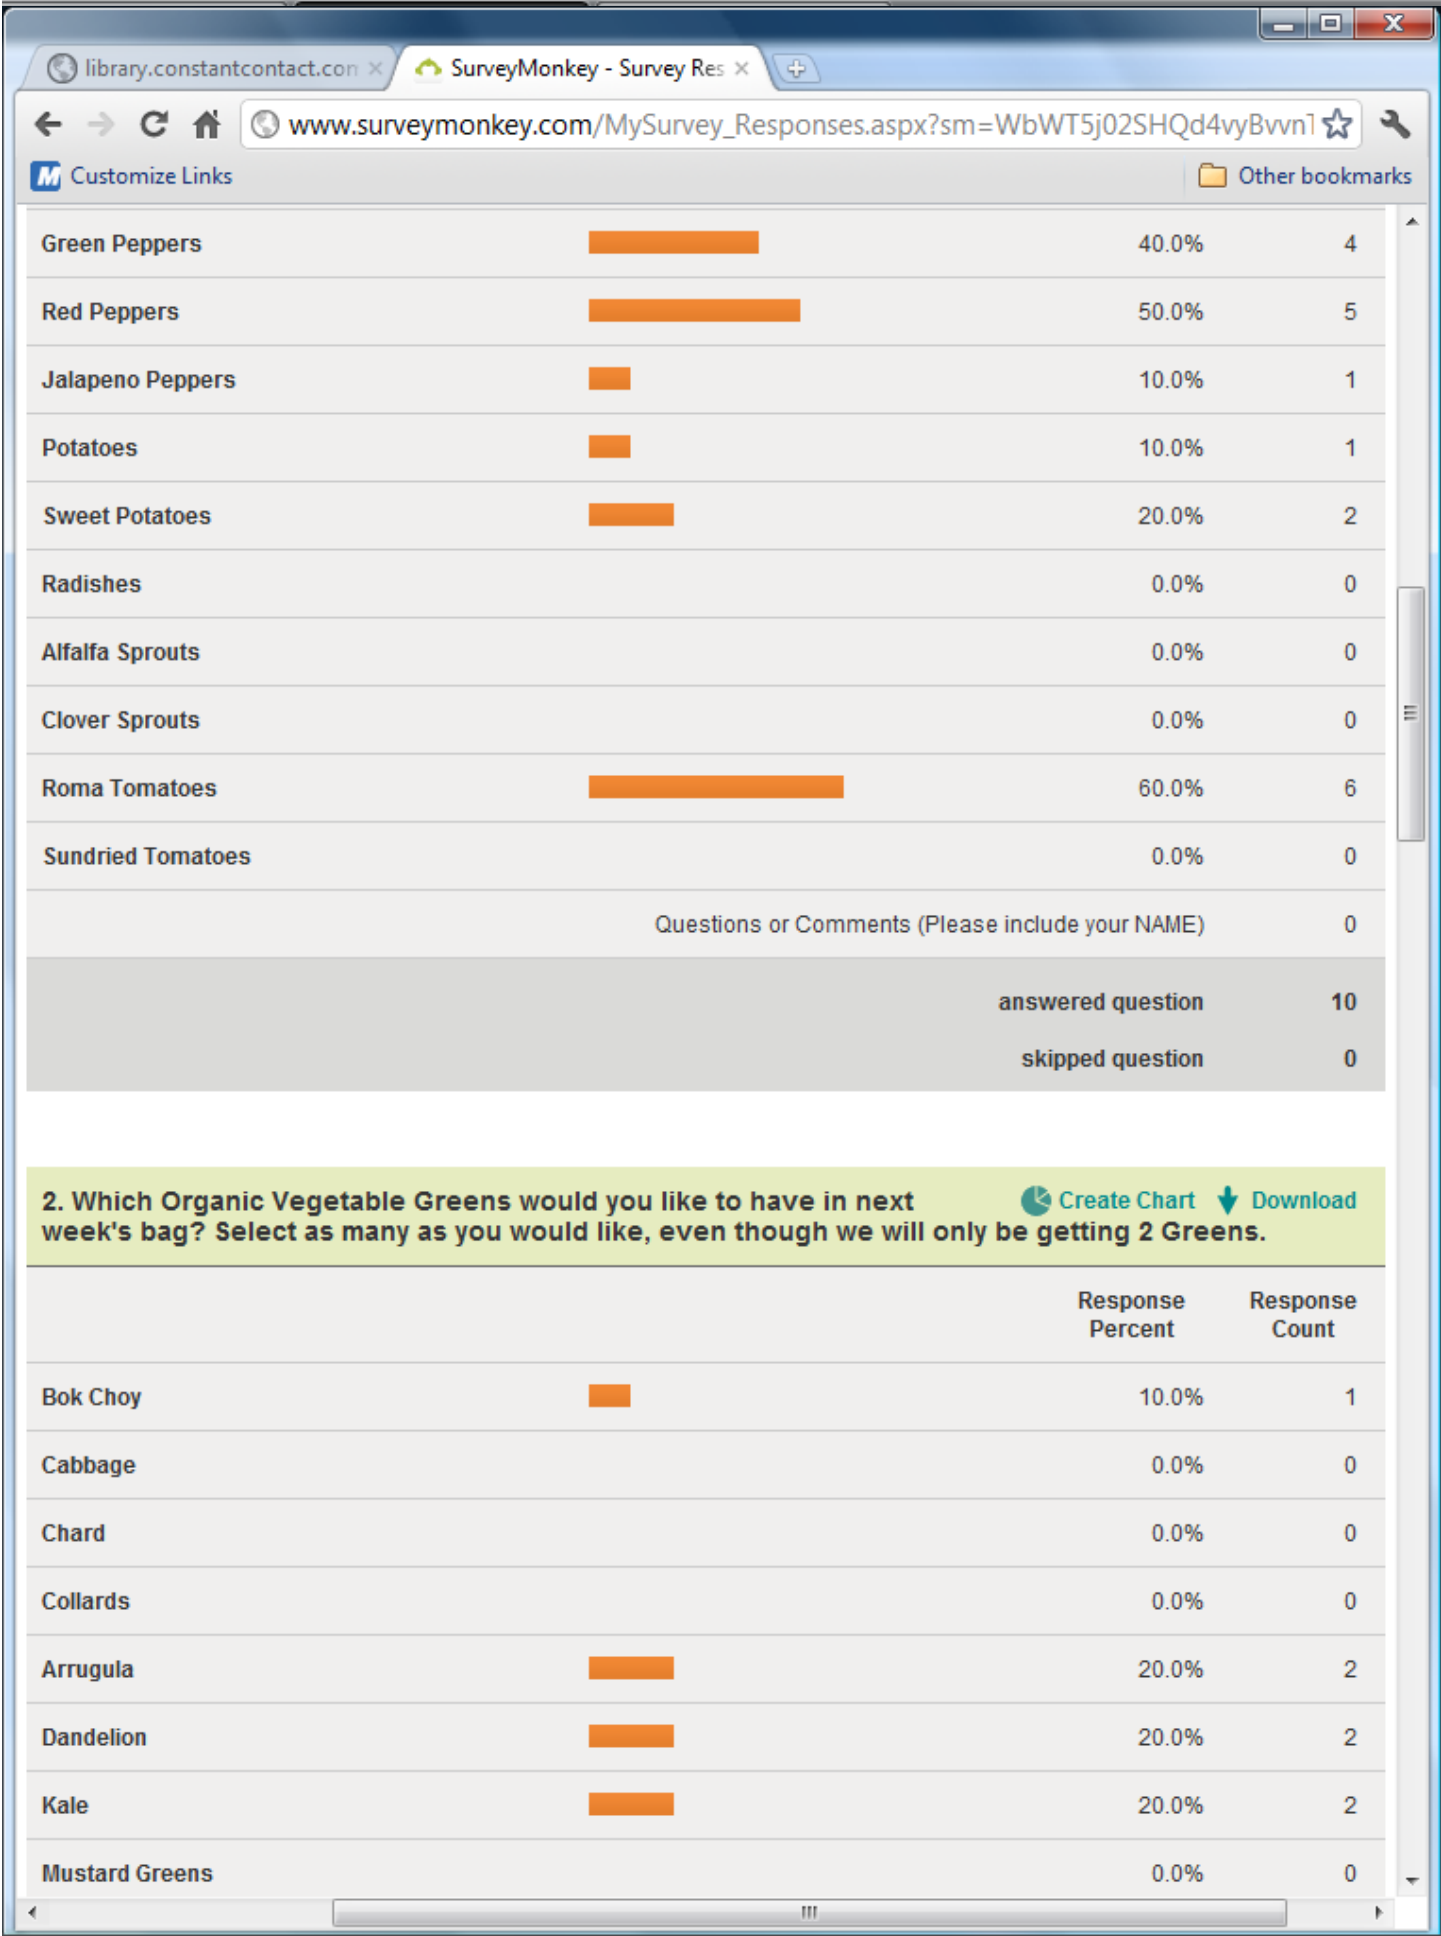 library.constantcontact.con
SurveyMonkey - Survey Res
www.surveymonkey.com/MySurvey_Responses.aspx?sm=WbWT5j02SHQd4vyBvvn
Customize Links Other bookmarks
Green Peppers 40.0% 4
Red Peppers 50.0% 5
Jalapeno Peppers 10.0% 1
Potatoes 10.0% 1
Sweet Potatoes 20.0% 2
Radishes 0.0% 0
Alfalfa Sprouts 0.0% 0
Clover Sprouts 0.0% 0
Roma Tomatoes 60.0% 6
Sundried Tomatoes 0.0% 0
Questions or Comments (Please include your NAME) 0
answered question 10
skipped question 0
2. Which Organic Vegetable Greens would you like to have in next Create Chart Download
week's bag? Select as many as you would like, even though we will only be getting 2 Greens.
Response Response
Percent Count
Bok Choy 10.0% 1
Cabbage 0.0% 0
Chard 0.0% 0
Collards 0.0% 0
Arrugula 20.0% 2
Dandelion 20.0% 2
Kale 20.0% 2
Mustard Greens 0.0% 0